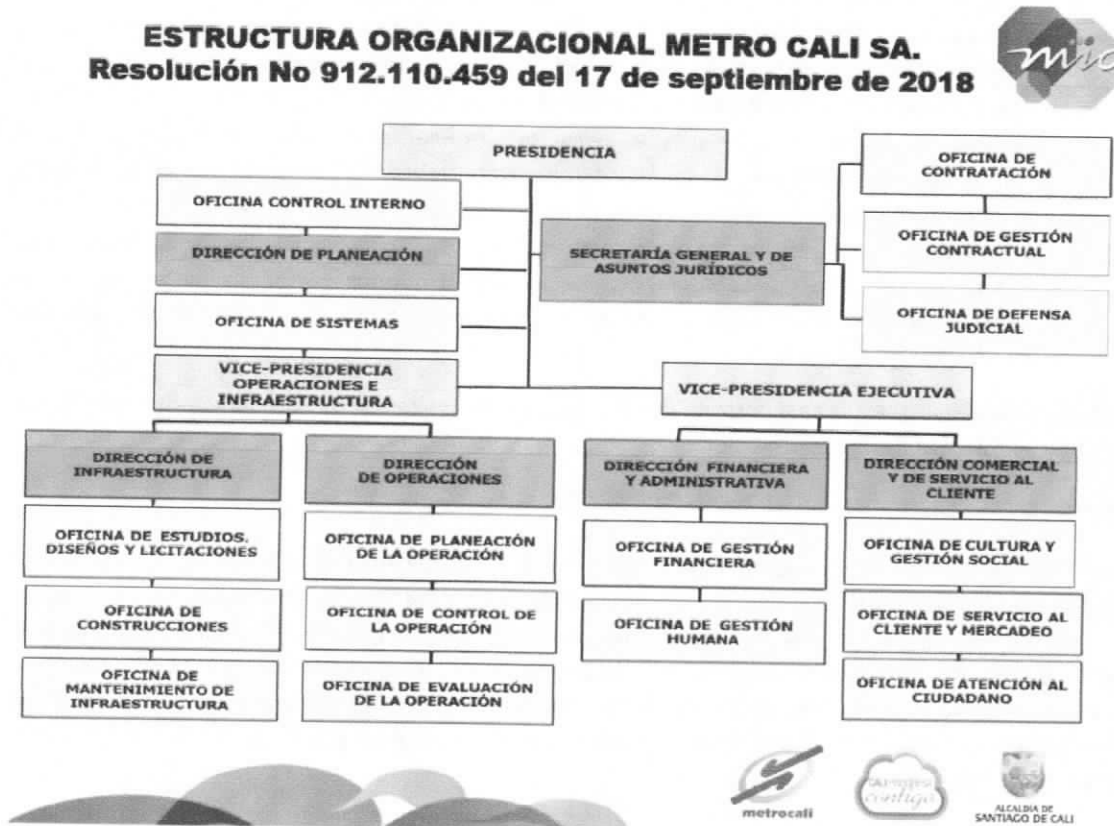 ESTRUCTURA ORGANIZACIONAL METRO CALI SA.
Resolución No 912.110.459 del 17 de septiembre de 2018
PRESIDENCIA
OFICINA CONTROL INTERNO
DIRECCIÓN DE PLANEACIÓN
OFICINA DE SISTEMAS
SECRETARÍA GENERAL Y DE
ASUNTOS JURÍDICOS
OFICINA DE
CONTRATACIÓN
OFICINA DE GESTIÓN
CONTRACTUAL
OFICINA DE DEFENSA
JUDICIAL
VICE-PRESIDENCIA
OPERACIONES E
INFRAESTRUCTURA
VICE-PRESIDENCIA EJECUTIVA
DIRECCIÓN DE
INFRAESTRUCTURA
OFICINA DE ESTUDIOS.
DISEÑOS Y LICITACIONES
OFICINA DE
CONSTRUCCIONES
OFICINA DE
MANTENIMIENTO DE
INFRAESTRUCTURA
DIRECCIÓN
DE OPERACIONES
OFICINA DE PLANEACIÓN
DE LA OPERACIÓN
OFICINA DE CONTROL DE
LA OPERACIÓN
OFICINA DE EVALUACIÓN
DE LA OPERACIÓN
DIRECCIÓN FINANCIERA
Y ADMINISTRATIVA
OFICINA DE GESTIÓN
FINANCIERA
OFICINA DE GESTIÓN
HUMANA
DIRECCIÓN COMERCIAL
Y DE SERVICIO AL
CLIENTE
OFICINA DE CULTURA Y
GESTIÓN SOCIAL
OFICINA DE SERVICIO AL
CLIENTE Y MERCADEO
OFICINA DE ATENCIÓN AL
CIUDADANO
metrocali
contigo
ALCALDIA DE
SANTIAGO DE CALI